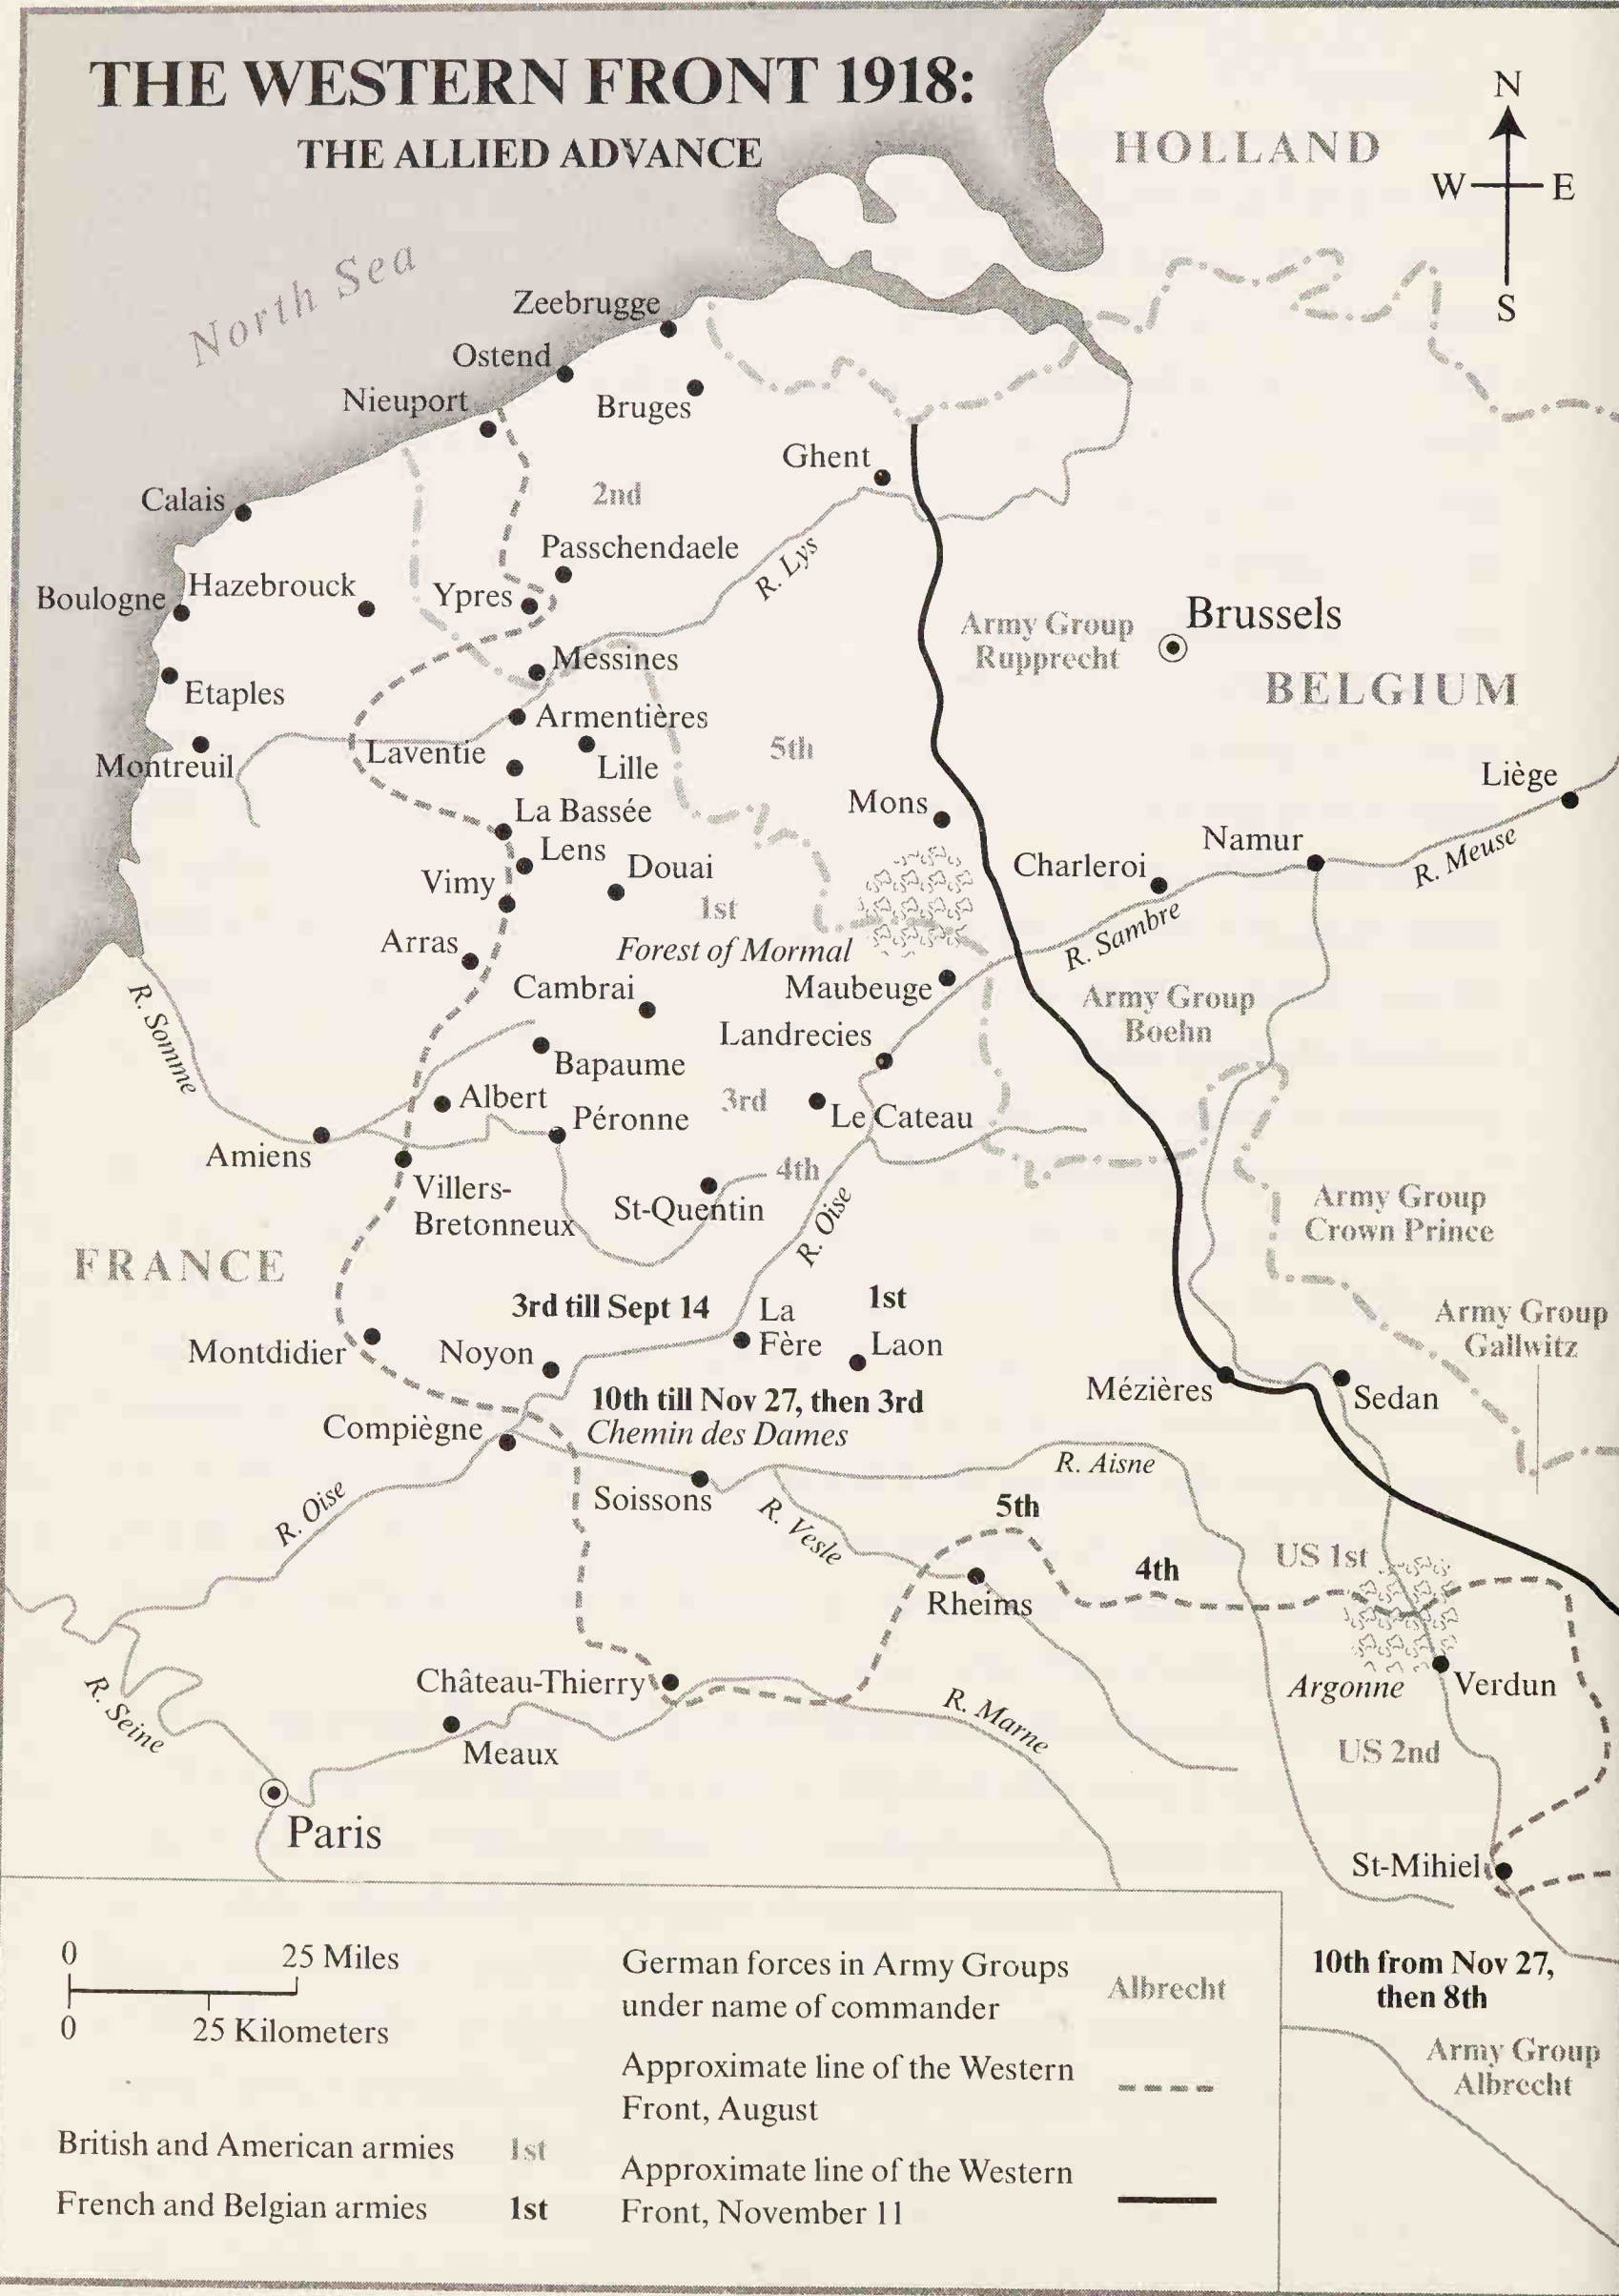 THE WESTERN FRONT 1918:
THE ALLIED ADVANCE
N
W
E
S
HOLLAND
North Sea
Zeebrugge
Ostend
Nieuport
Bruges
Ghent
Calais
2nd
Passchendaele
R. Lys
Boulogne
Hazebrouck
Ypres
Army Group
Rupprecht
Brussels
Messines
BELGIUM
Etaples
Armentières
Montreuil
Laventie
Lille
5th
Liège
La Bassée
Mons
Namur
R. Meuse
Lens
Douai
Charleroi
Vimy
1st
R. Sambre
Arras
Forest of Mormal
Cambrai
Maubeuge
Army Group
Boehn
R. Somme
Landrecies
Bapaume
Albert
Péronne
3rd
Le Cateau
Amiens
Villers-
Bretonneux
4th
St-Quentin
R. Oise
Army Group
Crown Prince
FRANCE
3rd till Sept 14
La
Fère
1st
Laon
Army Group
Gallwitz
Montdidier
Noyon
Mézières
Sedan
10th till Nov 27, then 3rd
Chemin des Dames
Compiègne
R. Aisne
Soissons
R. Oise
R. Vesle
5th
4th
US 1st
Rheims
Château-Thierry
Argonne
Verdun
R. Seine
R. Marne
Meaux
US 2nd
Paris
St-Mihiel
0
25 Miles
0
25 Kilometers
British and American armies
1st
French and Belgian armies
1st
German forces in Army Groups
under name of commander
Albrecht
Approximate line of the Western
Front, August
Approximate line of the Western
Front, November 11
10th from Nov 27,
then 8th
Army Group
Albrecht